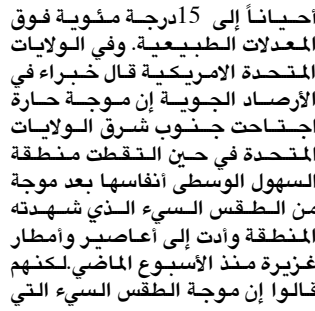 أحياناً إلى 15درجة مئوية فوق
المعدلات الطبيعية. وفي الولايات
المتحدة الامريكية قال خبراء في
الأرصاد الجوية إن موجة حارة
اجتاحت جنوب شرق الولايات
المتحدة في حين التقطت منطقة
السهول الوسطى أنفاسها بعد موجة
من الطقس السيء الذي شهدته
المنطقة وأدت إلى أعاصير وأمطار
غزيرة منذ الأسبوع الماضي.لكنهم
قالوا إن موجة الطقس السيء التي